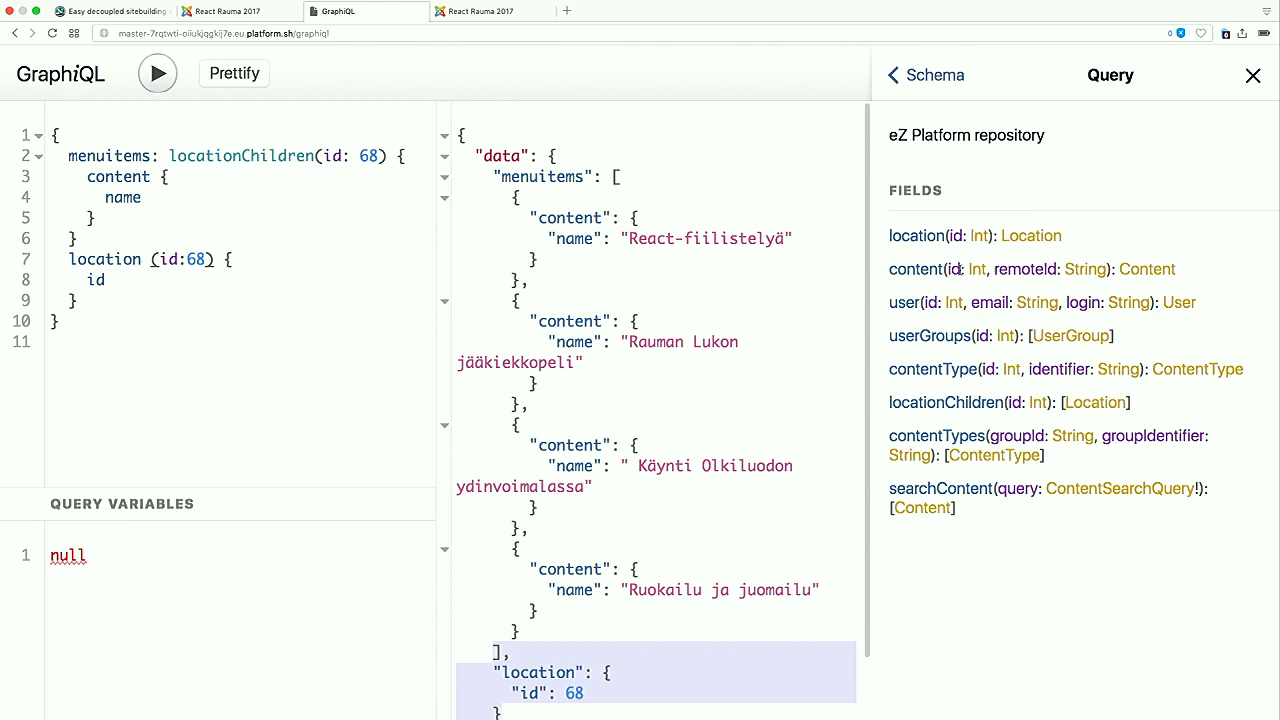 Easy decoupled sitebuilding
React Rauma 2017
GraphiQL
React Rauma 2017
master-7rqtwti-oiiukjqgkij7e.eu.platform.sh/graphiql
0
GraphiQL
Prettify
1 {
2 menuitems: locationChildren(id: 68) {
3 content {
4 name
5 }
6 }
7 location (id:68) {
8 id
9 }
10 }
11
QUERY VARIABLES
1 null
{
"data": {
"menuitems": [
{
"content": {
"name": "React-fiilistelyä"
}
},
{
"content": {
"name": "Rauman Lukon
jääkiekkopeli"
}
},
{
"content": {
"name": " Käynti Olkiluodon
ydinvoimalassa"
}
},
{
"content": {
"name": "Ruokailu ja juomailu"
}
}
],
"location": {
"id": 68
}
Schema
Query
eZ Platform repository
FIELDS
location(id: Int): Location
content(id: Int, remoteId: String): Content
user(id: Int, email: String, login: String): User
userGroups(id: Int): [UserGroup]
contentType(id: Int, identifier: String): ContentType
locationChildren(id: Int): [Location]
contentTypes(groupId: String, groupIdentifier:
String): [ContentType]
searchContent(query: ContentSearchQuery!):
[Content]